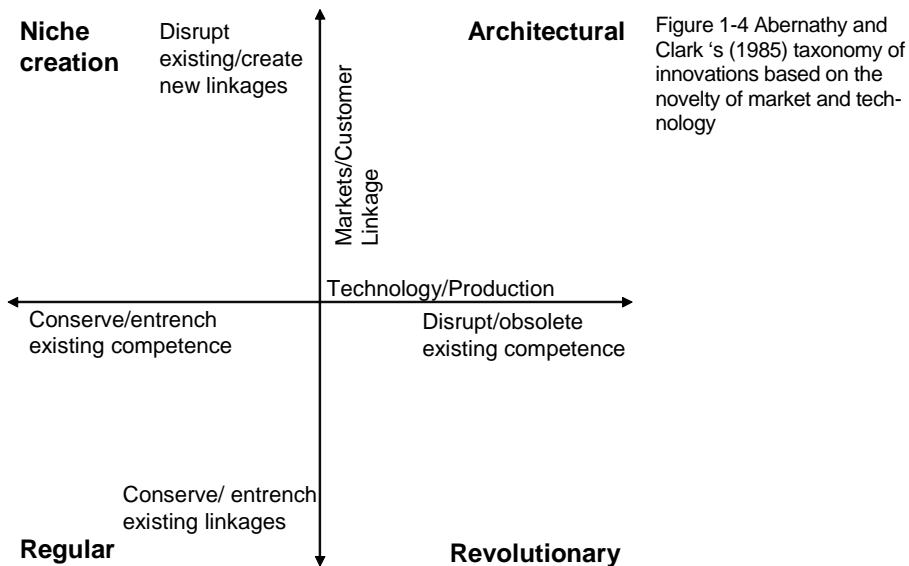 Niche
creation
Disrupt
existing/create
new linkages
Architectural
Figure 1-4 Abernathy and
Clark ‘s (1985) taxonomy of
innovations based on the
novelty of market and tech-
nology
Markets/Customer
Linkage
Technology/Production
Conserve/entrench
existing competence
Disrupt/obsolete
existing competence
Conserve/ entrench
existing linkages
Regular
Revolutionary